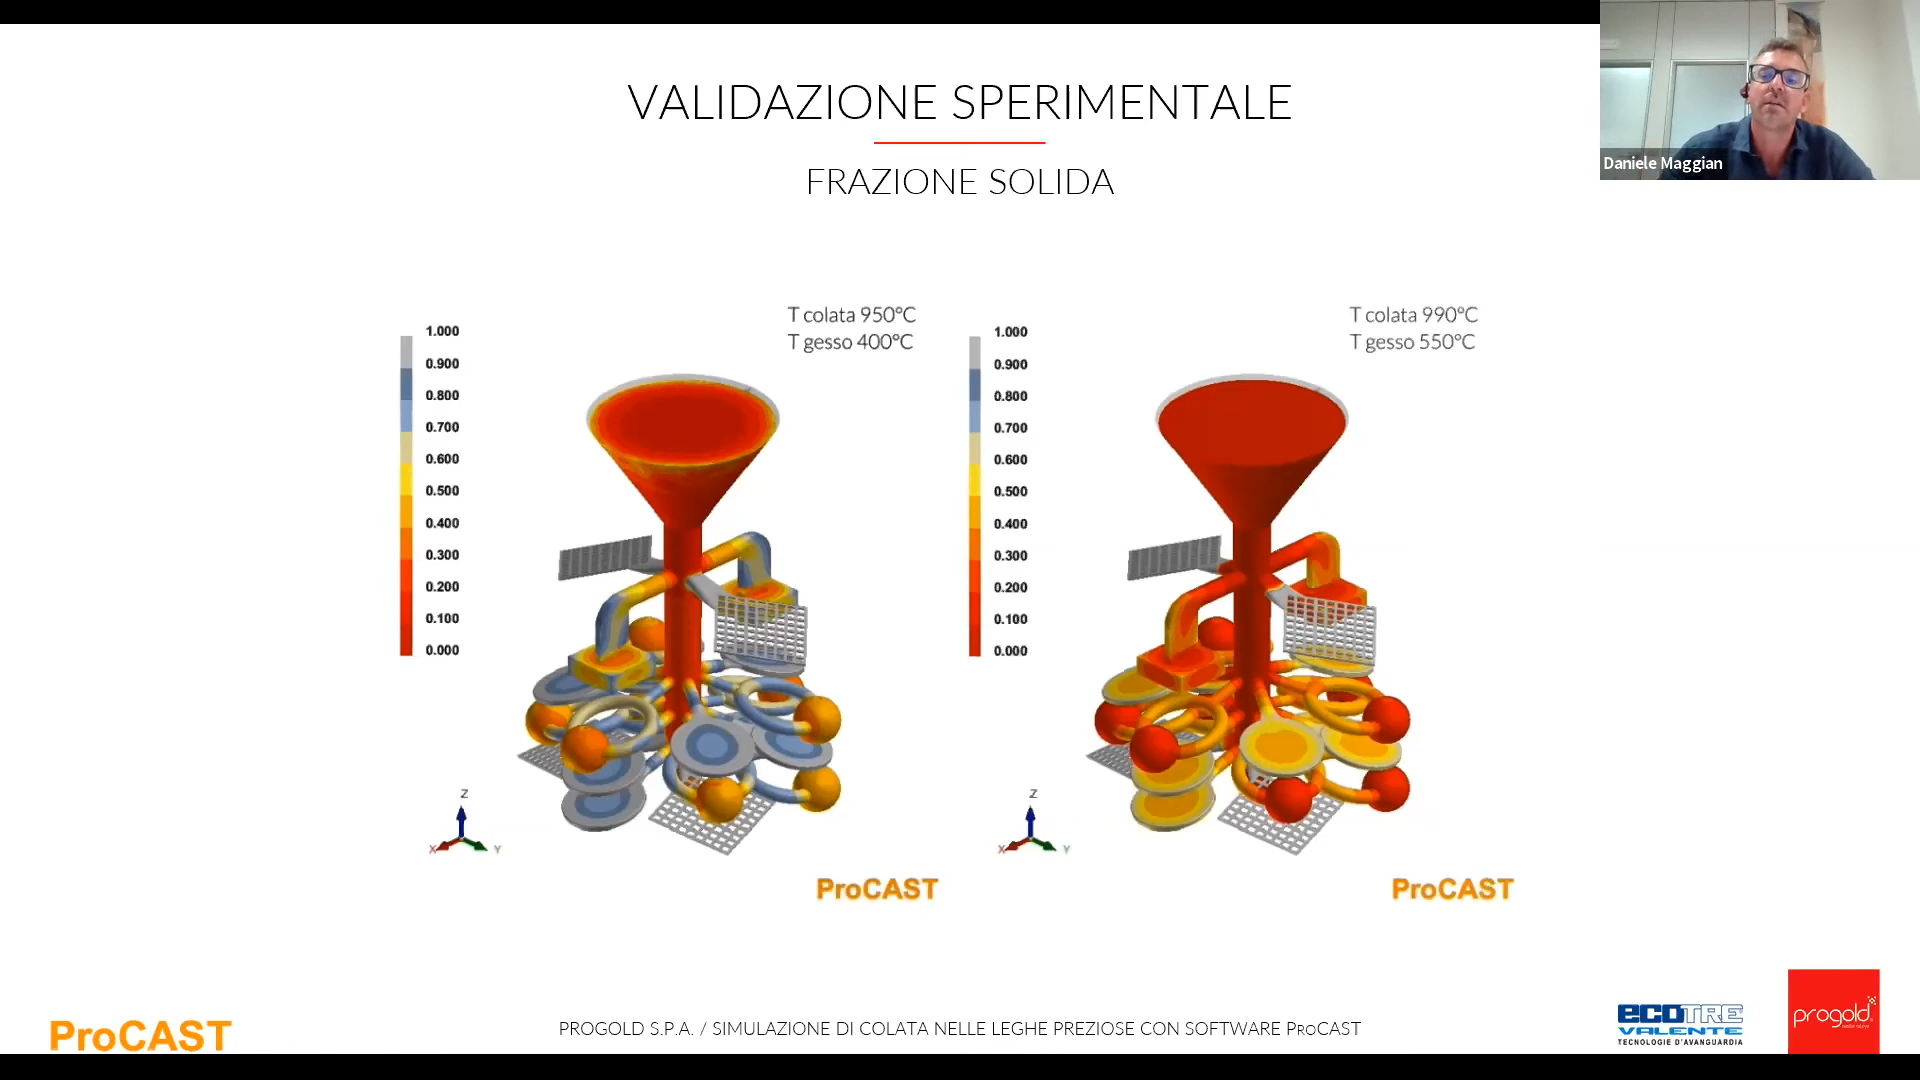 VALIDAZIONE SPERIMENTALE
FRAZIONE SOLIDA
Daniele Maggian
T colata 950°C
T gesso 400°C
1.000
0.900
0.800
0.700
0.600
0.500
0.400
0.300
0.200
0.100
0.000
Z
X
Y
ProCAST
T colata 990°C
T gesso 550°C
1.000
0.900
0.800
0.700
0.600
0.500
0.400
0.300
0.200
0.100
0.000
Z
X
Y
ProCAST
ProCAST
PROGOLD S.P.A. / SIMULAZIONE DI COLATA NELLE LEGHE PREZIOSE CON SOFTWARE PROCAST
ECOTRE
VALENTE
TECNOLOGIE D'AVANGUARDIA
progold